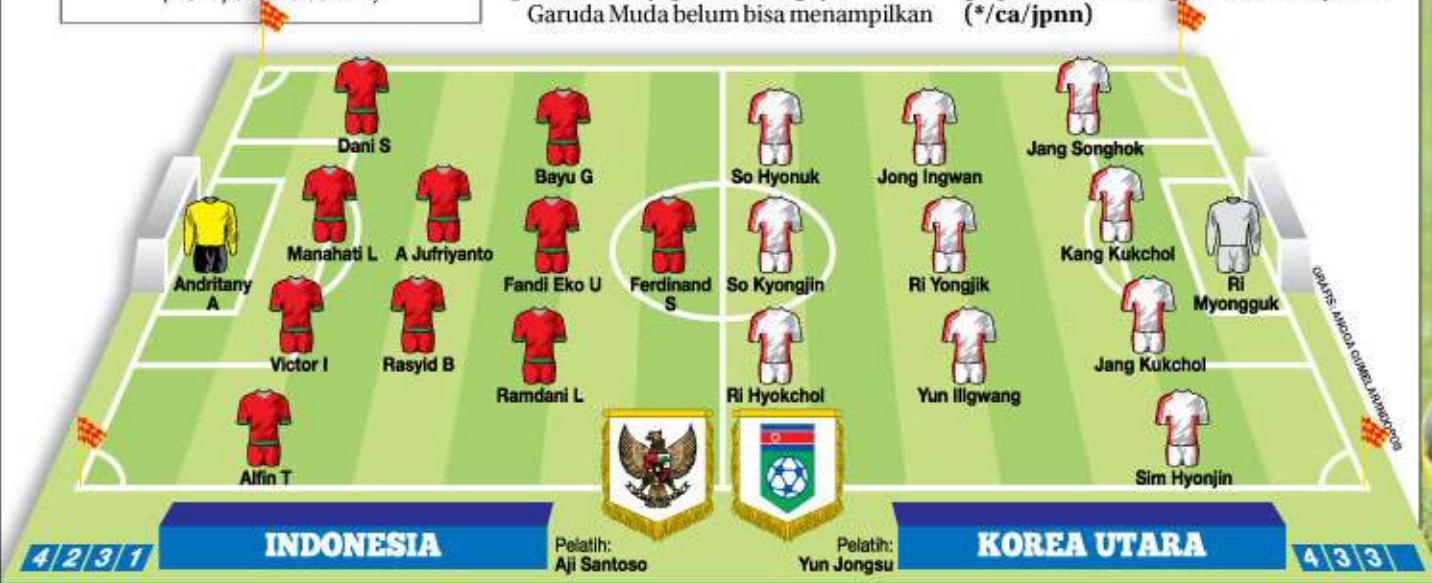 Garuda Muda belum bisa menampilkan
(*/ca/jpnn)
Dani S
Bayu G
So Hyonuk
Jong Ingwan
Jang Songhok
Manahati L
A Jufriyanto
Fandi Eko U
Ferdinand
S
So Kyongjin
Ri Yongjik
Kang Kukchol
Andritany
A
Ri
Myongguk
Victor I
Rasyid B
Ramdani L
Ri Hyokchol
Yun Ilgwang
Jang Kukchol
Alfin T
Sim Hyonjin
GRAFIS: ANGGA GUMELAR/INDOPOS
4/2/3/1
INDONESIA
Pelatih:
Aji Santoso
Pelatih:
Yun Jongsu
KOREA UTARA
4/3/3